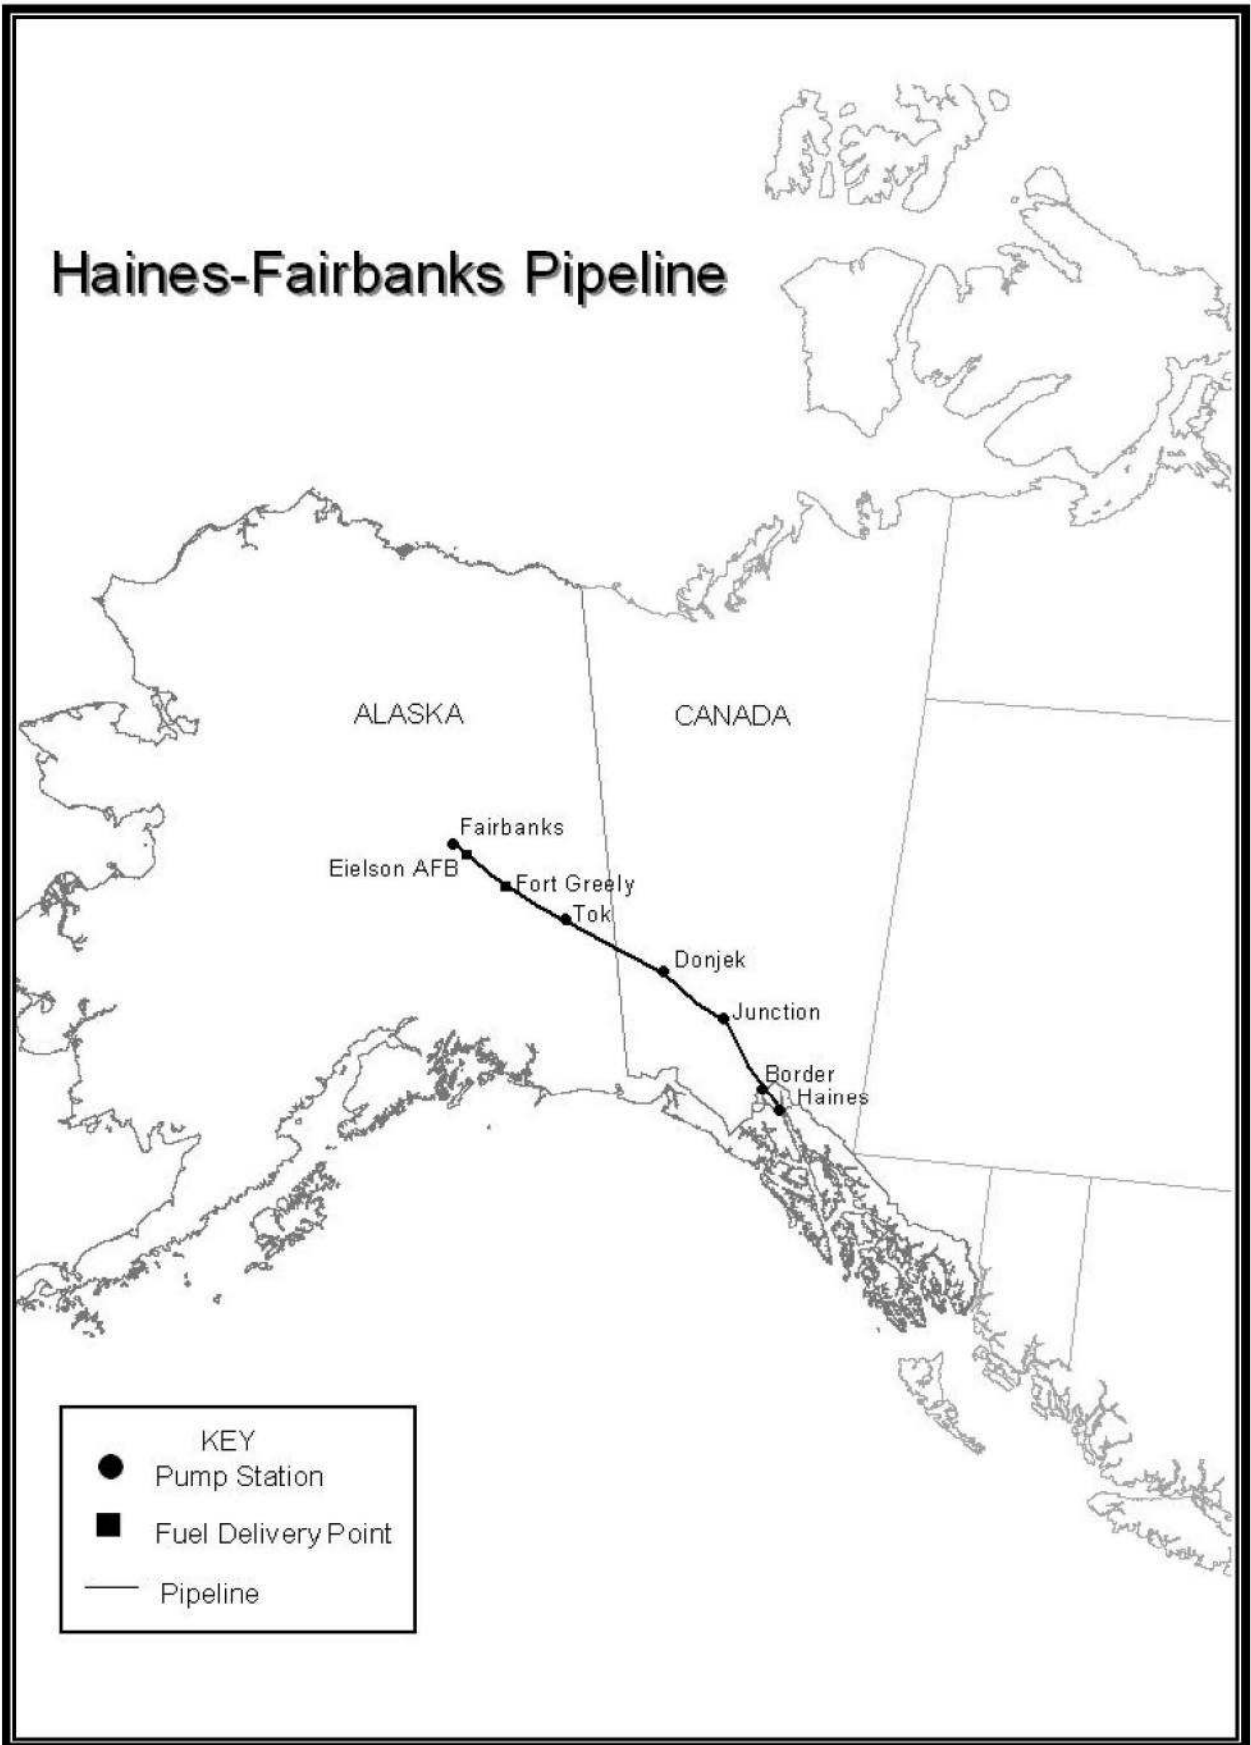 Haines-Fairbanks Pipeline
ALASKA
CANADA
Fairbanks
Eielson AFB
Fort Greely
Tok
Donjek
Junction
Border
Haines
KEY
Pump Station
Fuel Delivery Point
Pipeline